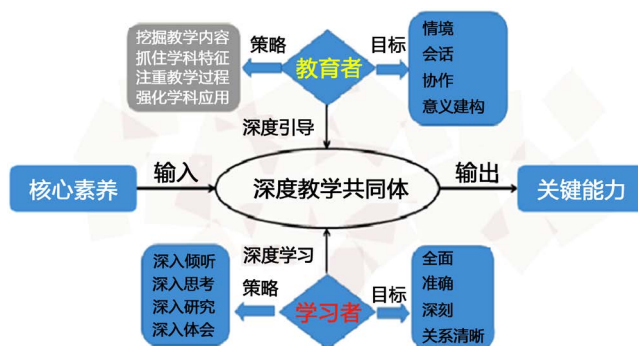 挖掘教学内容
抓住学科特征
注重教学过程
强化学科应用
策略
教育者
目标
情境
会话
协作
意义建构
深度引导
核心素养
输入
深度教学共同体
输出
关键能力
深度学习
深入倾听
深入思考
深入研究
深入体会
策略
学习者
目标
全面
准确
深刻
关系清晰